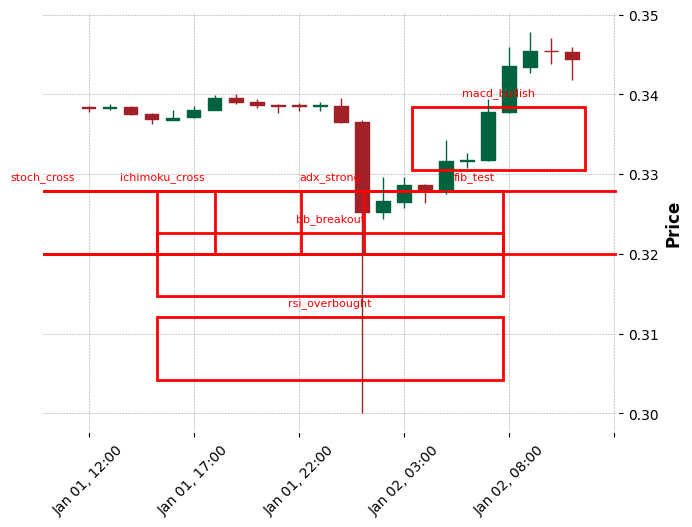 0.35
macd_bullish
0.34
stoch_cross ichimoku_cross adx_strong fib_test
0.33
bb_breakout
0.32
rsi_overbought
0.31
0.30
Price
Jan 01, 12:00
Jan 01, 17:00
Jan 01, 22:00
Jan 02, 03:00
Jan 02, 08:00